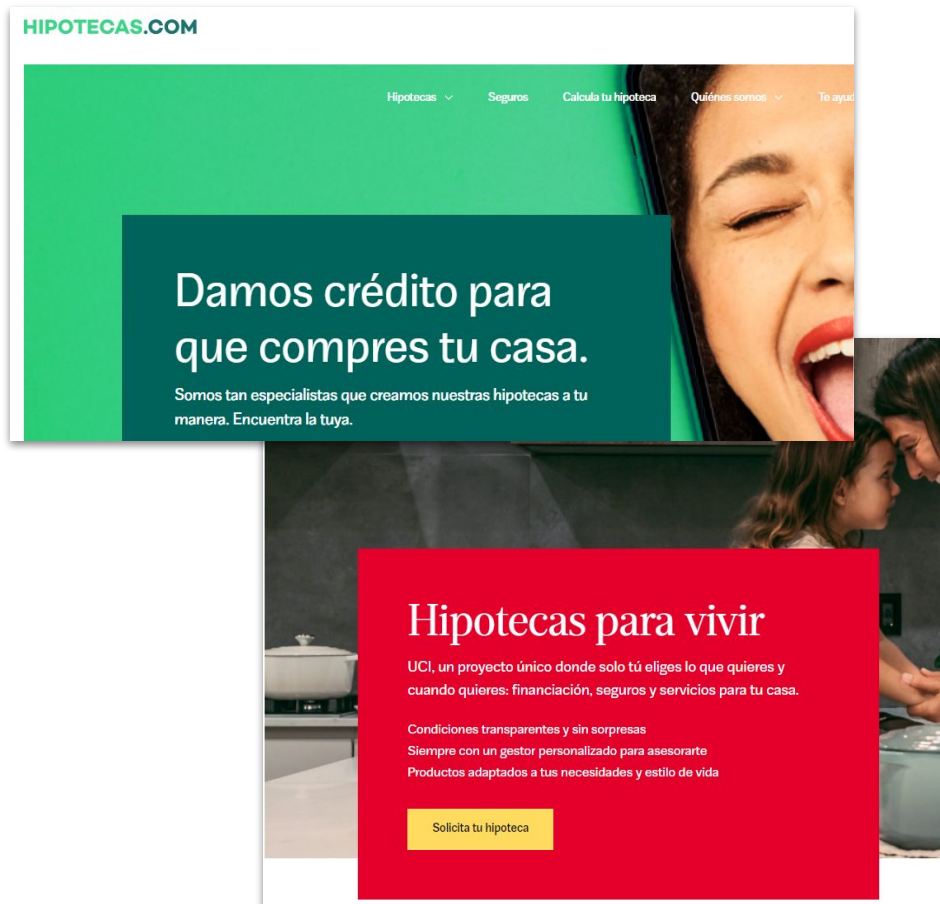 HIPOTECAS.COM
Hipotecas Seguros Calcula tu hipoteca Quiénes somos Te ayud
Damos crédito para
que compres tu casa.
Somos tan especialistas que creamos nuestras hipotecas a tu
manera. Encuentra la tuya.
Hipotecas para vivir
UCI, un proyecto único donde solo tú eliges lo que quieres y
cuando quieres: financiación, seguros y servicios para tu casa.
Condiciones transparentes y sin sorpresas
Siempre con un gestor personalizado para asesorarte
Productos adaptados a tus necesidades y estilo de vida
Solicita tu hipoteca